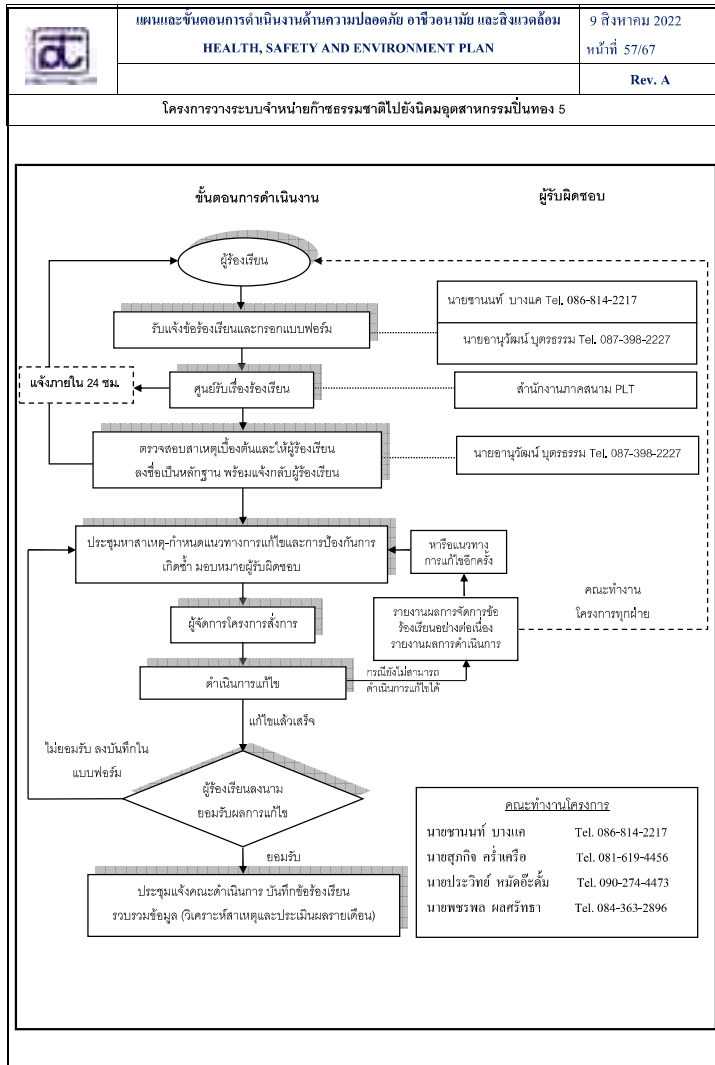 แผนและขั้นตอนการดำเนินงานด้านความปลอดภัย อาชีวอนามัย และสิ่งแวดล้อม
HEALTH, SAFETY AND ENVIRONMENT PLAN
9 สิงหาคม 2022
หน้าที่ 57/67
Rev. A
โครงการวางระบบจำหน่ายก๊าซธรรมชาติไปยังนิคมอุตสาหกรรมปิ่นทอง 5
ขั้นตอนการดำเนินงาน
ผู้รับผิดชอบ
ผู้ร้องเรียน
รับแจ้งข้อร้องเรียนและกรอกแบบฟอร์ม
นายชานนท์ บางแค Tel. 086-814-2217
นายอานุวัฒน์ บุตรธรรม Tel. 087-398-2227
แจ้งภายใน 24 ซม.
ศูนย์รับเรื่องร้องเรียน
สำนักงานภาคสนาม PLT
ตรวจสอบสาเหตุเบื้องต้นและให้ผู้ร้องเรียน
ลงชื่อเป็นหลักฐาน พร้อมแจ้งกลับผู้ร้องเรียน
นายอานุวัฒน์ บุตรธรรม Tel. 087-398-2227
ประชุมหาสาเหตุ-กำหนดแนวทางการแก้ไขและการป้องกันการ
เกิดซ้ำ มอบหมายผู้รับผิดชอบ
หารือแนวทาง
การแก้ไขอีกครั้ง
คณะทำงาน
โครงการทุกฝ่าย
ผู้จัดการโครงการสั่งการ
รายงานผลการจัดการข้อ
ร้องเรียนอย่างต่อเนื่อง
รายงานผลการดำเนินการ
ดำเนินการแก้ไข
กรณียังไม่สามารถ
ดำเนินการแก้ไขได้
แก้ไขแล้วเสร็จ
ไม่ยอมรับ ลงบันทึกใน
แบบฟอร์ม
ผู้ร้องเรียนลงนาม
ยอมรับผลการแก้ไข
ยอมรับ
ประชุมแจ้งคณะดำเนินการ บันทึกข้อร้องเรียน
รวบรวมข้อมูล (วิเคราะห์สาเหตุและประเมินผลรายเดือน)
คณะทำงานโครงการ
นายชานนท์ บางแค Tel. 086-814-2217
นายสุภกิจ คร่ำเครือ Tel. 081-619-4456
นายประวิทย์ หมัดอ๊ะดั้ม Tel. 090-274-4473
นายพชรพล ผลศรัทธา Tel. 084-363-2896